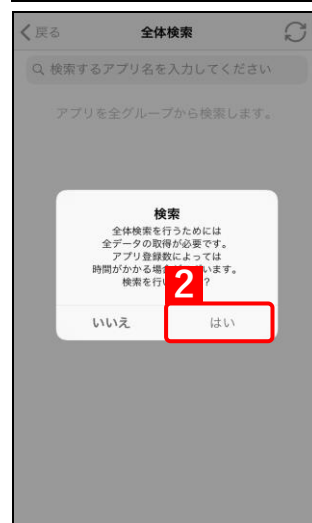 戻る
全体検索
検索するアプリ名を入力してください
アプリを全グループから検索します。
検索
全体検索を行うためには
全データの取得が必要です。
アプリ登録数によっては
時間がかかる場合 います。
検索を行い ?
2
いいえ
はい